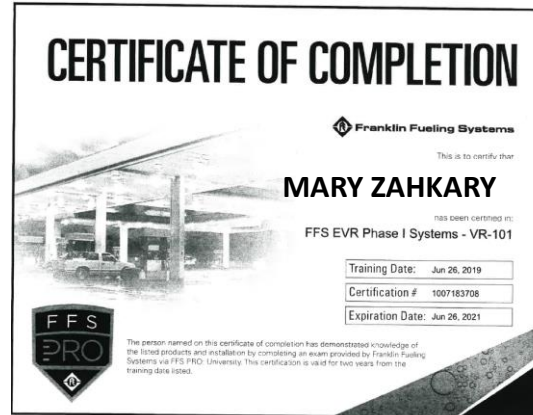 CERTIFICATE OF COMPLETION
Franklin Fueling Systems
This is to certify that
MARY ZAHKARY
has been certified in:
FFS EVR Phase I Systems - VR-101
Training Date: Jun 26, 2019
Certification # 1007183708
Expiration Date: Jun 26, 2021
FFS
PRO
The person named on this certificate of completion has demonstrated knowledge of
the listed products and installation by completing an exam provided by Franklin Fueling
Systems via FFS PRO® University. This certification is valid for two years from the
training date listed.